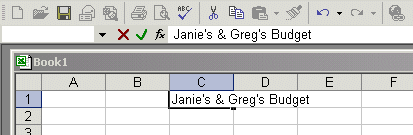 fx Janie's & Greg's Budget
Book1
A B C D E F
1 Janie's & Greg's Budget
2
3